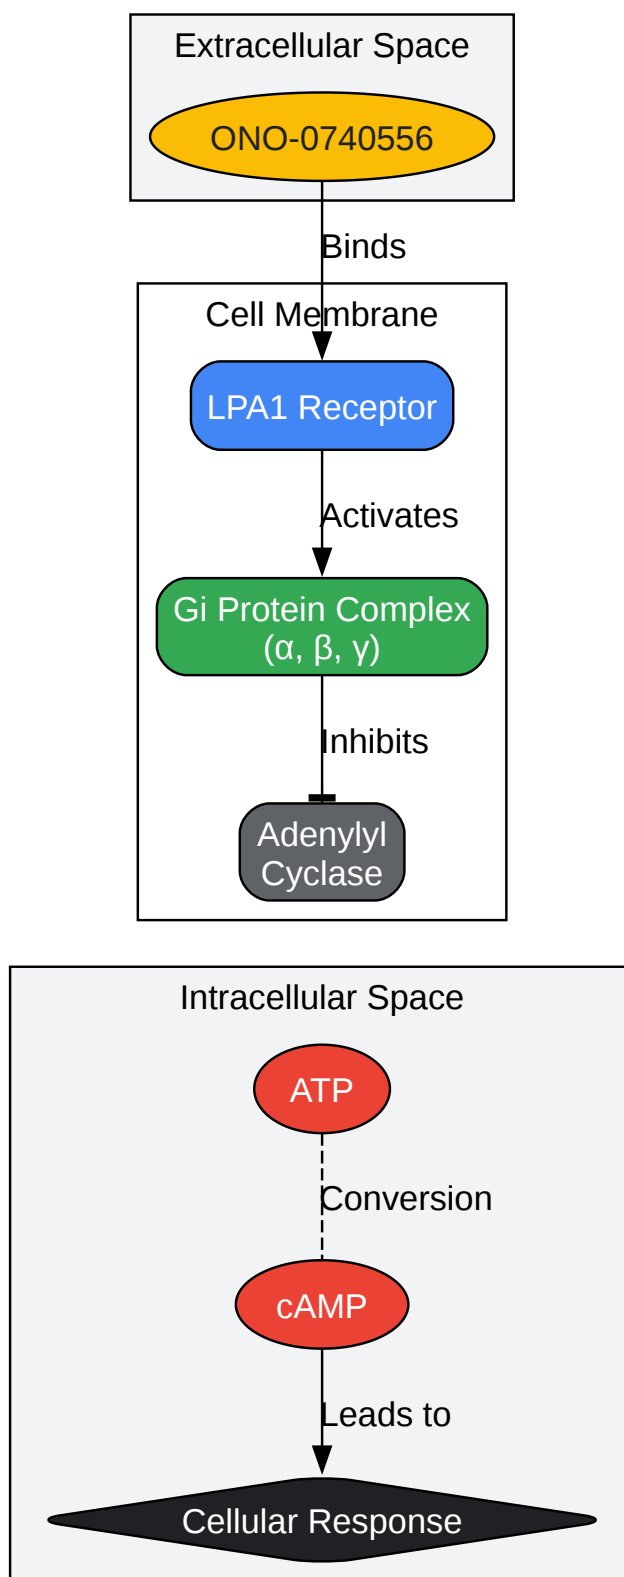 Extracellular Space
ONO-0740556
Binds
Cell Membrane
LPA1 Receptor
Activates
Gi Protein Complex
(α, β, γ)
Inhibits
Adenylyl
Cyclase
Intracellular Space
ATP
Conversion
cAMP
Leads to
Cellular Response